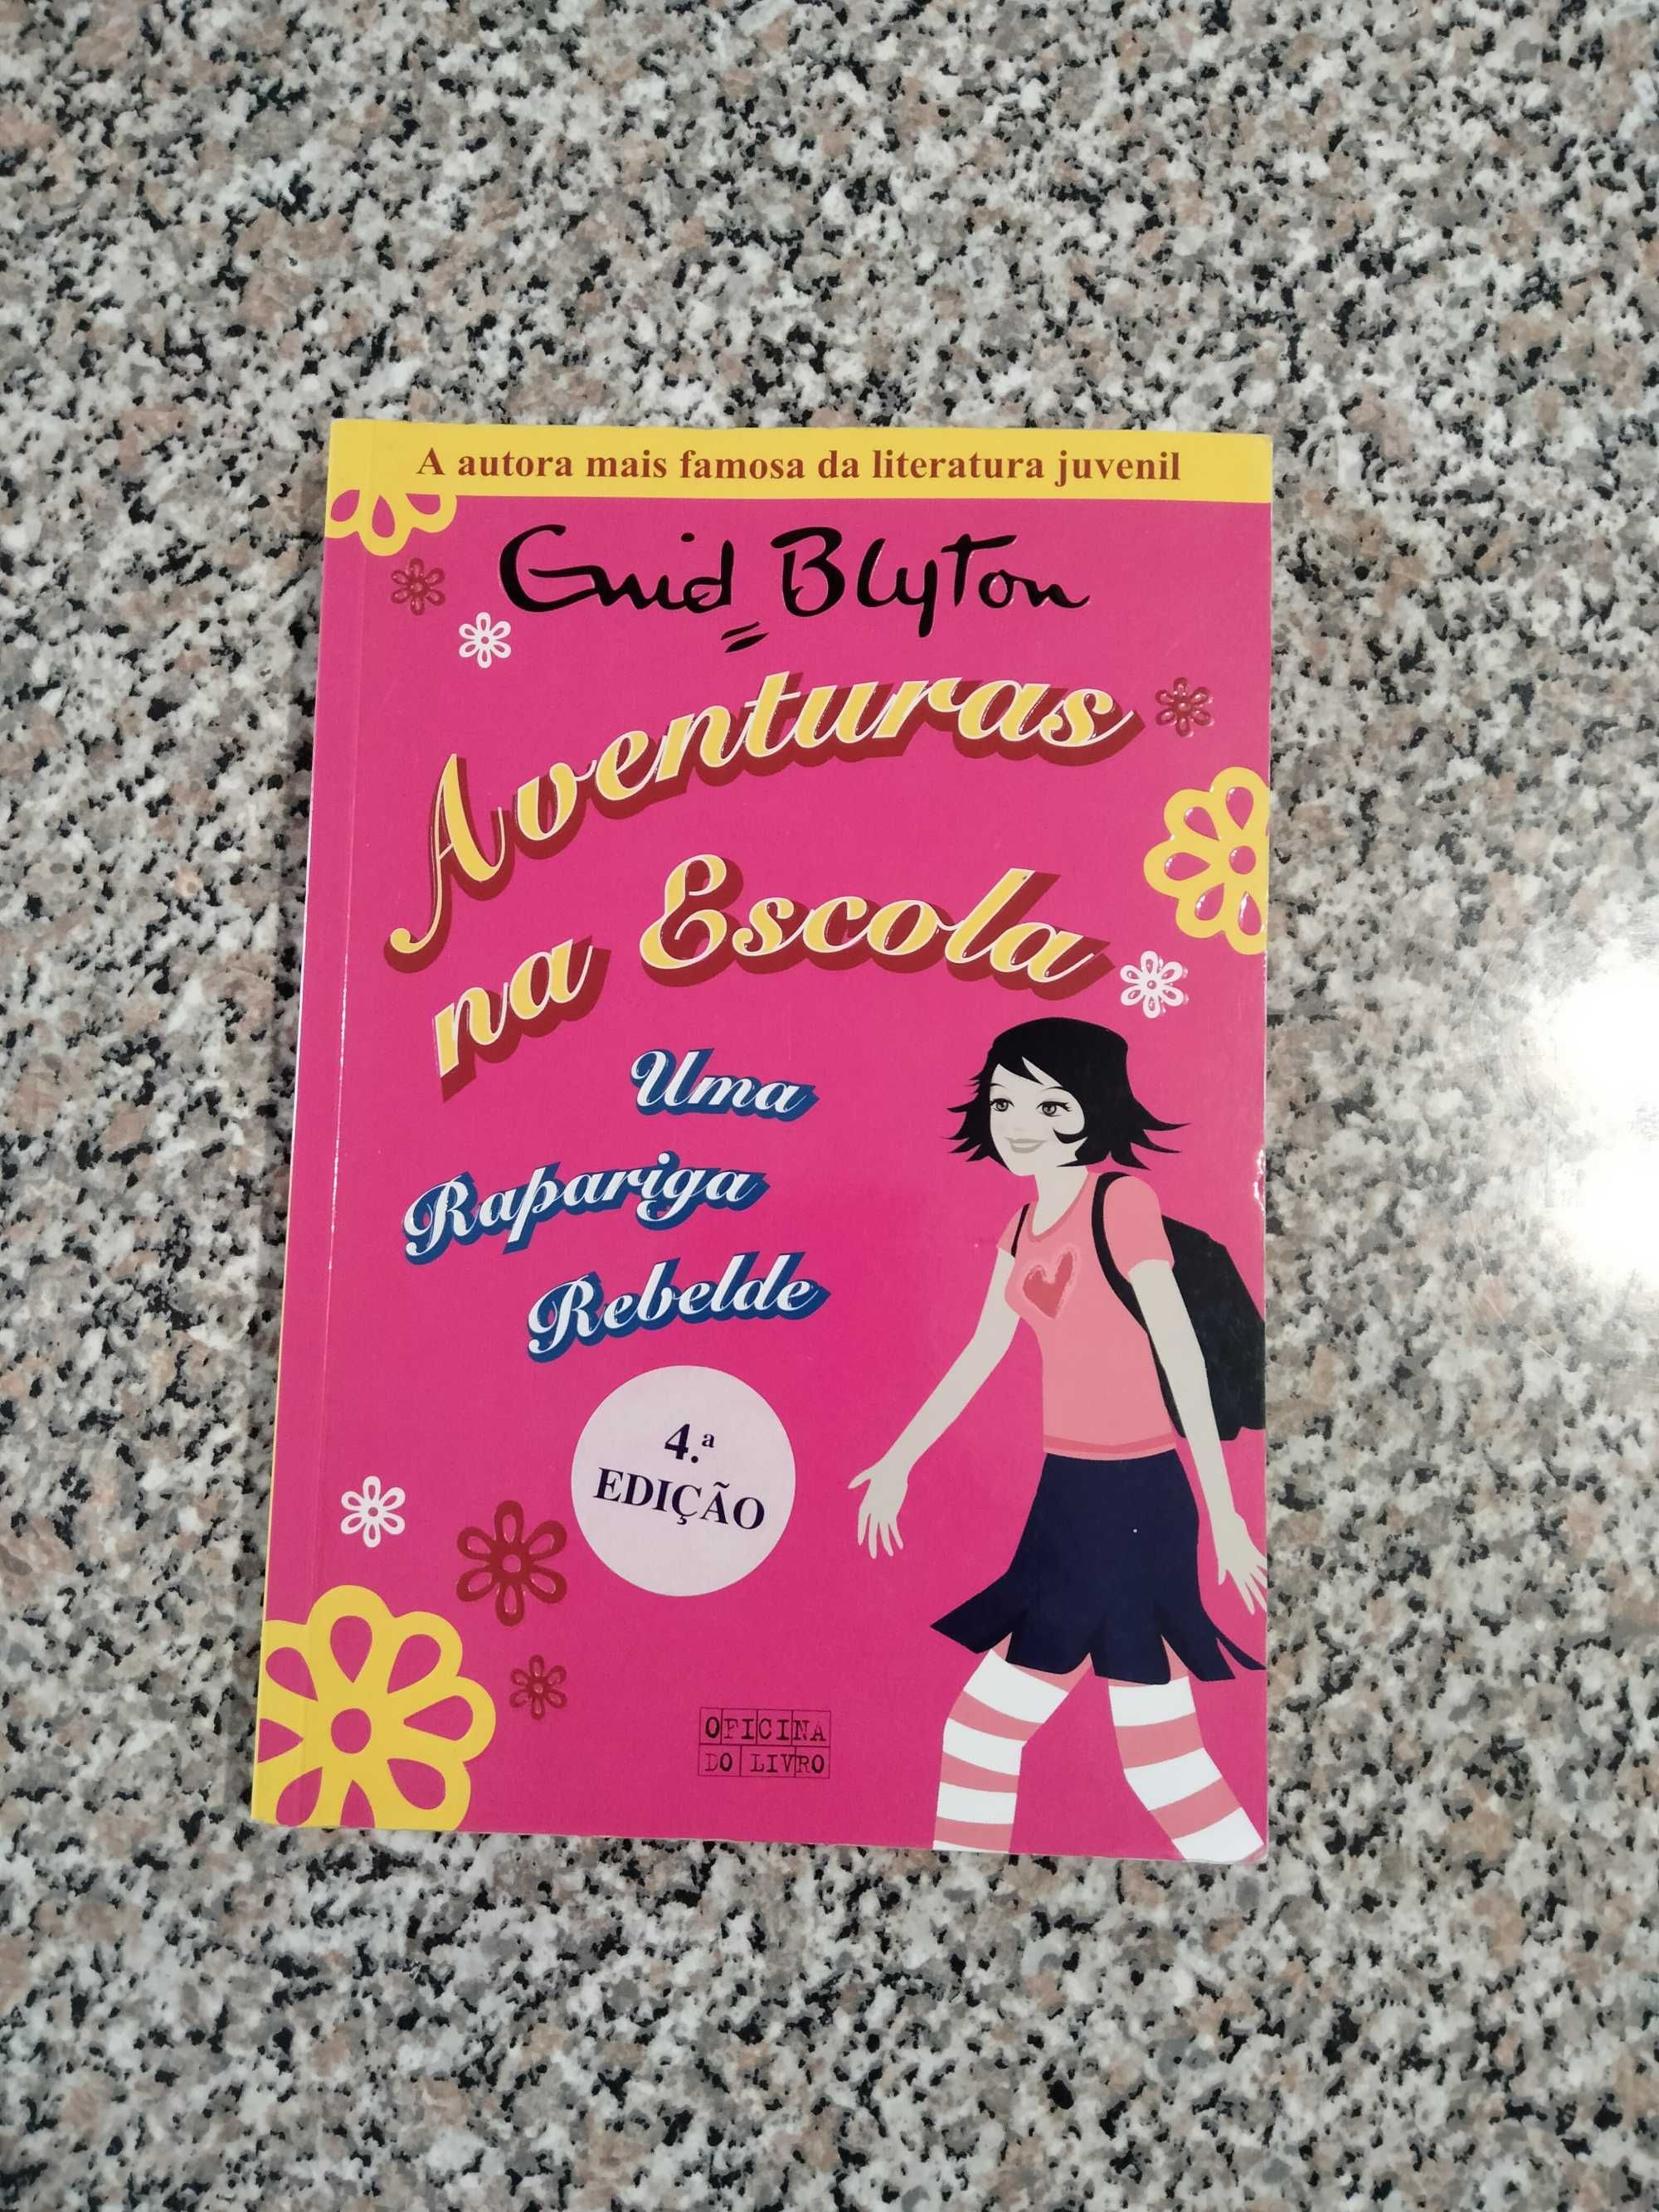 A autora mais famosa da literatura juvenil
Enid Blyton
Aventuras
na Escola
Uma
Rapariga
Rebelde
4.ª
EDIÇÃO
OFICINA
DO LIVRO